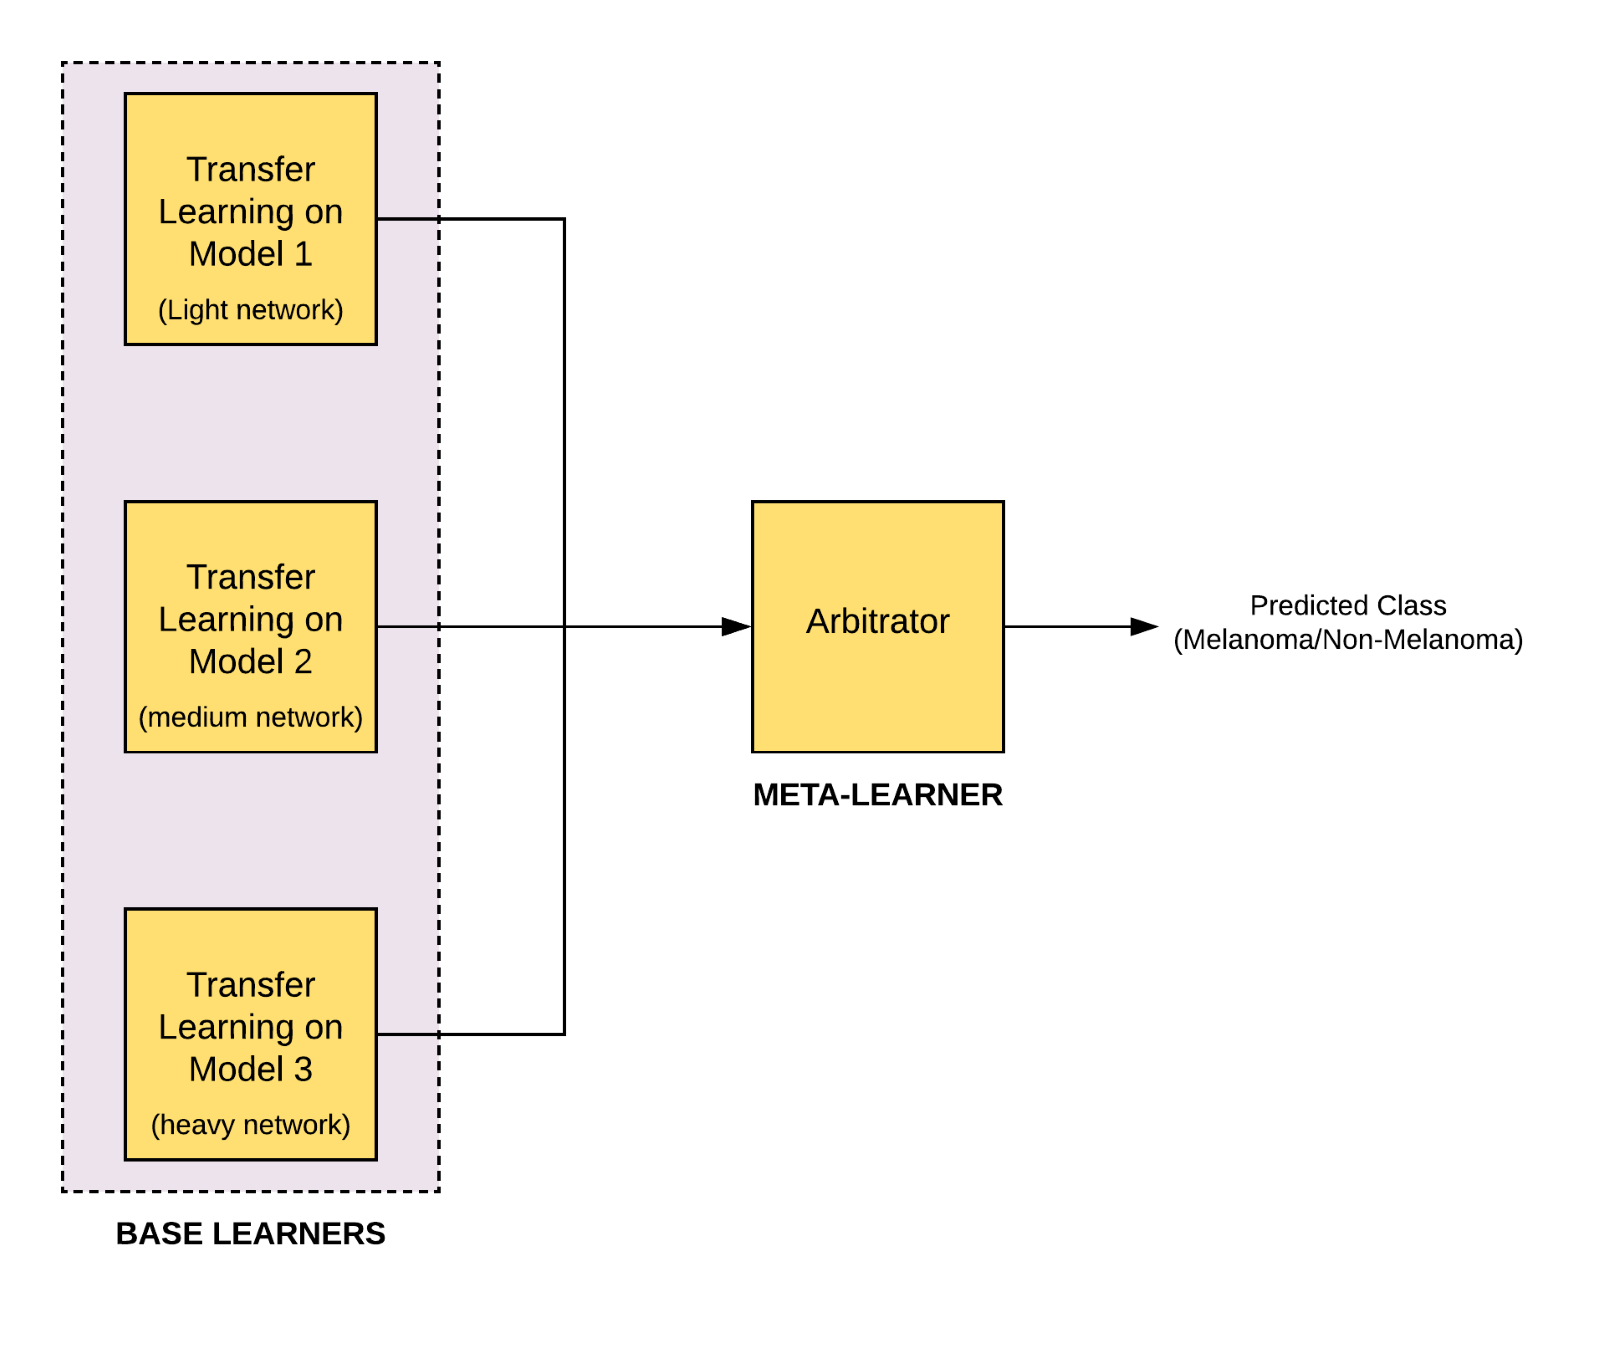 Transfer
Learning on
Model 1
(Light network)
Transfer
Learning on
Model 2
(medium network)
Transfer
Learning on
Model 3
(heavy network)
BASE LEARNERS
Arbitrator
META-LEARNER
Predicted Class
(Melanoma/Non-Melanoma)